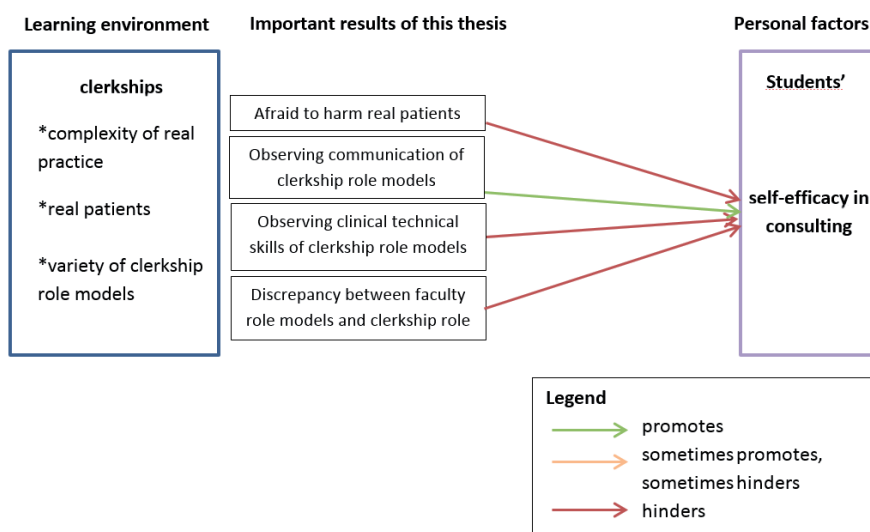 Learning environment
Important results of this thesis
Personal factors
clerkships
*complexity of real
practice
*real patients
*variety of clerkship
role models
Afraid to harm real patients
Observing communication of
clerkship role models
Observing clinical technical
skills of clerkship role models
Discrepancy between faculty
role models and clerkship role
Students’
self-efficacy in
consulting
Legend
promotes
sometimes promotes,
sometimes hinders
hinders